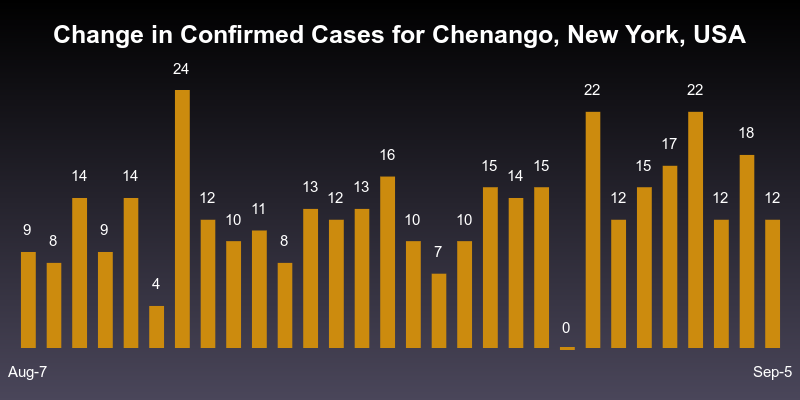 Change in Confirmed Cases for Chenango, New York, USA
9 8 14 9 14 4 24 12 10 11 8 13 12 13 16 10 7 10 15 14 15 0 22 12 15 17 22 12 18 12
Aug-7 Sep-5